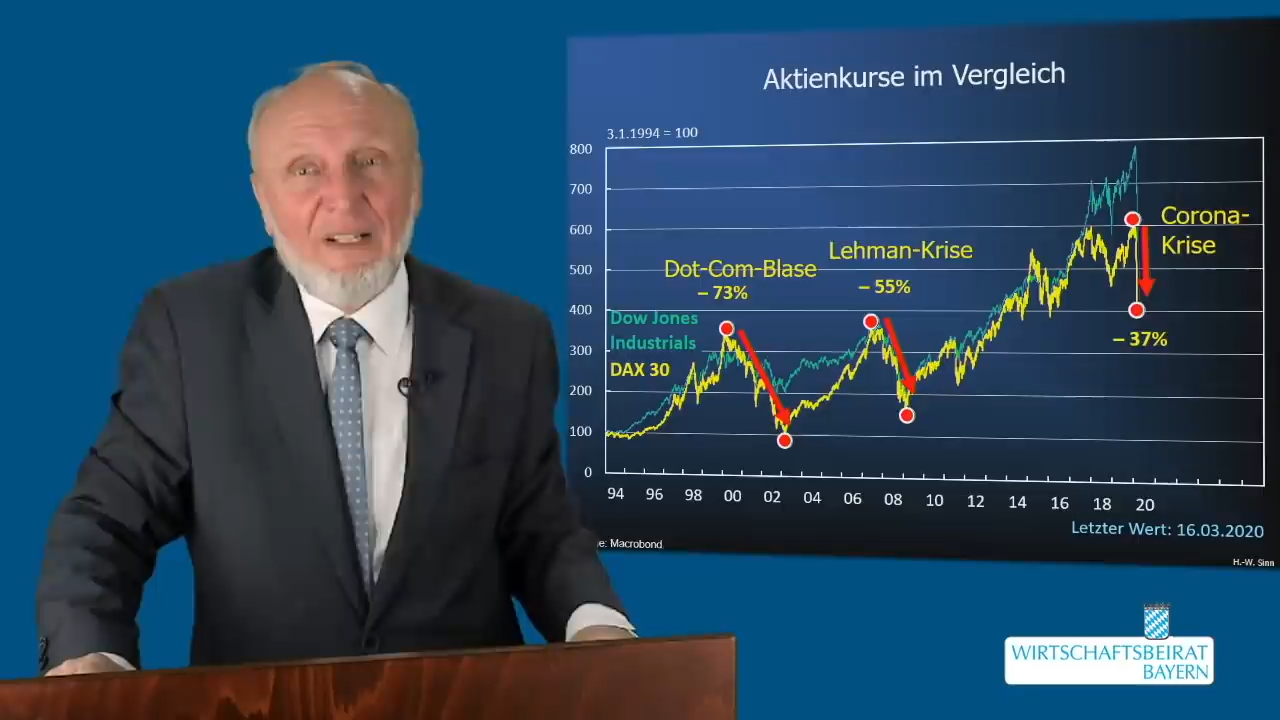 Aktienkurse im Vergleich
3.1.1994 = 100
800
700
600
500
400
300
200
100
0
Corona-
Krise
Lehman-Krise
– 55%
Dot-Com-Blase
– 73%
Dow Jones
Industrials
DAX 30
– 37%
94 96 98 00 02 04 06 08 10 12 14 16 18 20
Letzter Wert: 16.03.2020
e: Macrobond
H.-W. Sinn
WIRTSCHAFTSBEIRAT
BAYERN